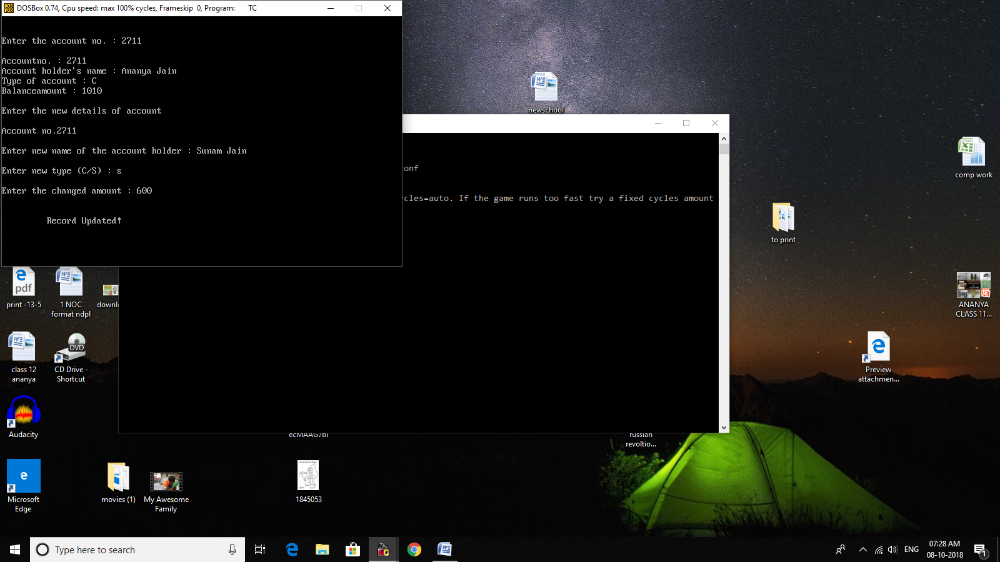 DOSBox 0.74, Cpu speed: max 100% cycles, Frameskip 0, Program: TC
Enter the account no. : 2711
Accountno. : 2711
Account holder's name : Ananya Jain
Type of account : C
Balanceamount : 1010
Enter the new details of account
Account no.2711
Enter new name of the account holder : Sunam Jain
Enter new type (C/S) : s
Enter the changed amount : 600
Record Updated!
onf
cles=auto. If the game runs too fast try a fixed cycles amount
newschool
comp work
to print
ANANYA
CLASS 11...
Preview
attachmen...
pdf
print -13-5
1 NOC
format ndpl
downl
class 12
ananya
DVD
CD Drive -
Shortcut
Audacity
russian
revoltio...
Microsoft
Edge
movies (1)
My Awesome
Family
1845053
Type here to search
ENG
07:28 AM
08-10-2018
1